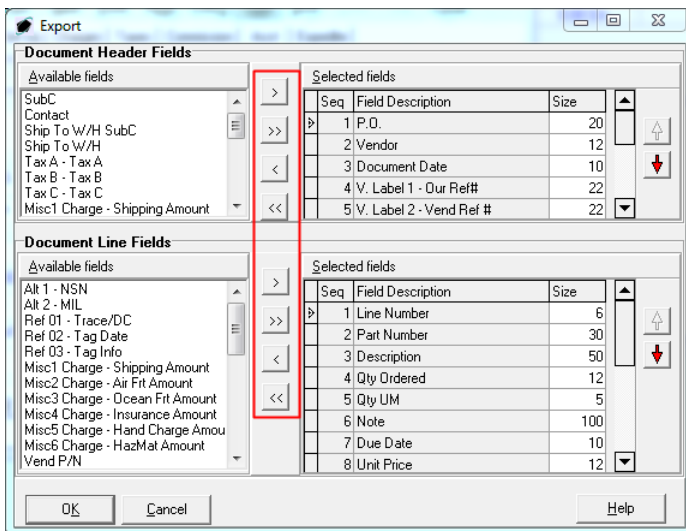 Export
Document Header Fields
Available fields
SubC
Contact
Ship To W/H SubC
Ship To W/H
Tax A - Tax A
Tax B - Tax B
Tax C - Tax C
Misc1 Charge - Shipping Amount
>
>>
<
<<
Selected fields
Seq Field Description Size
1 P.O. 20
2 Vendor 12
3 Document Date 10
4 V. Label 1 - Our Ref# 22
5 V. Label 2 - Vend Ref # 22
Document Line Fields
Available fields
Alt 1 - NSN
Alt 2 - MIL
Ref 01 - Trace/DC
Ref 02 - Tag Date
Ref 03 - Tag Info
Misc1 Charge - Shipping Amount
Misc2 Charge - Air Frt Amount
Misc3 Charge - Ocean Frt Amount
Misc4 Charge - Insurance Amount
Misc5 Charge - Hand Charge Amou
Misc6 Charge - HazMat Amount
Vend P/N
>
>>
<
<<
Selected fields
Seq Field Description Size
1 Line Number 6
2 Part Number 30
3 Description 50
4 Qty Ordered 12
5 Qty UM 5
6 Note 100
7 Due Date 10
8 Unit Price 12
OK Cancel Help